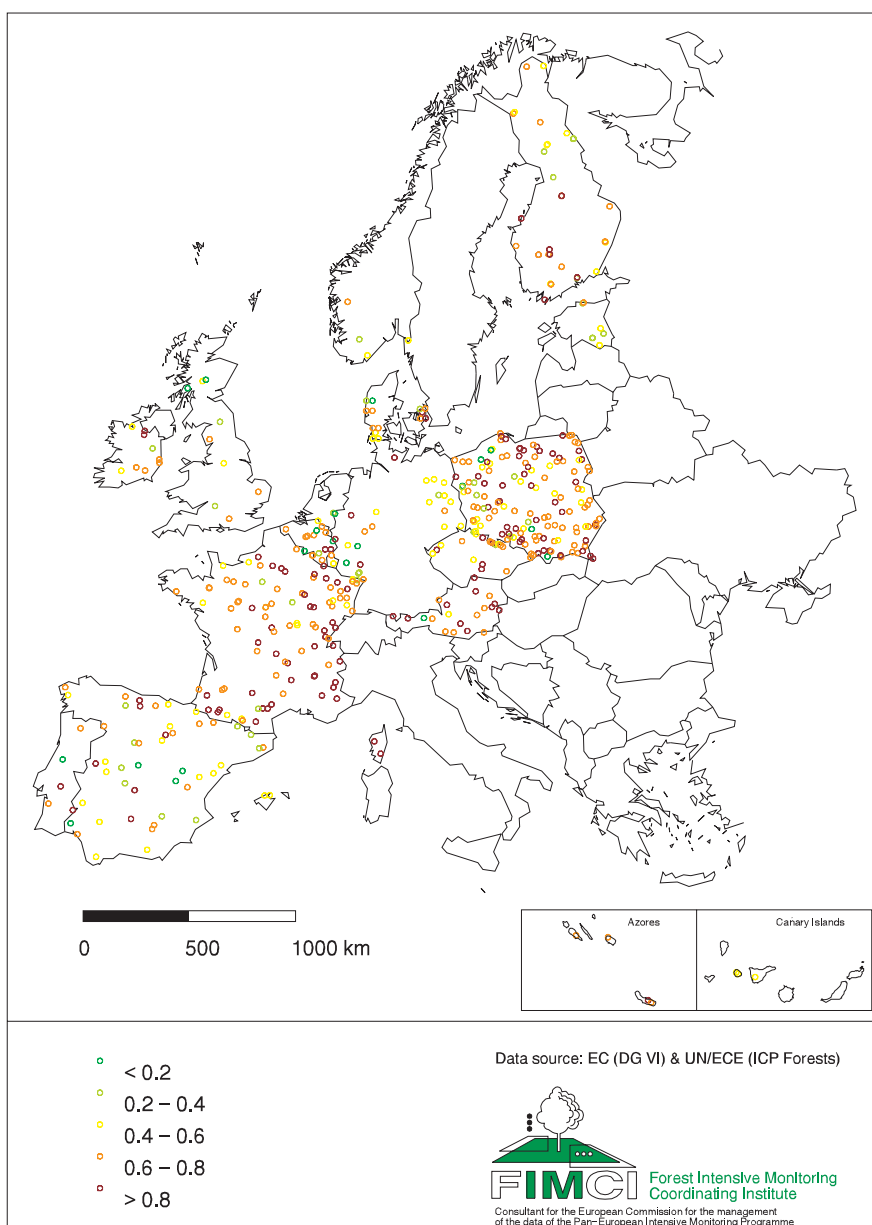 Azores
Canary Islands
0 500 1000 km
Data source: EC (DG VI) & UN/ECE (ICP Forests)
< 0.2
0.2 – 0.4
0.4 – 0.6
0.6 – 0.8
> 0.8
FIMCI
Forest Intensive Monitoring
Coordinating Institute
Consultant for the European Commission for the management
of the data of the Pan–European Intensive Monitoring Programme